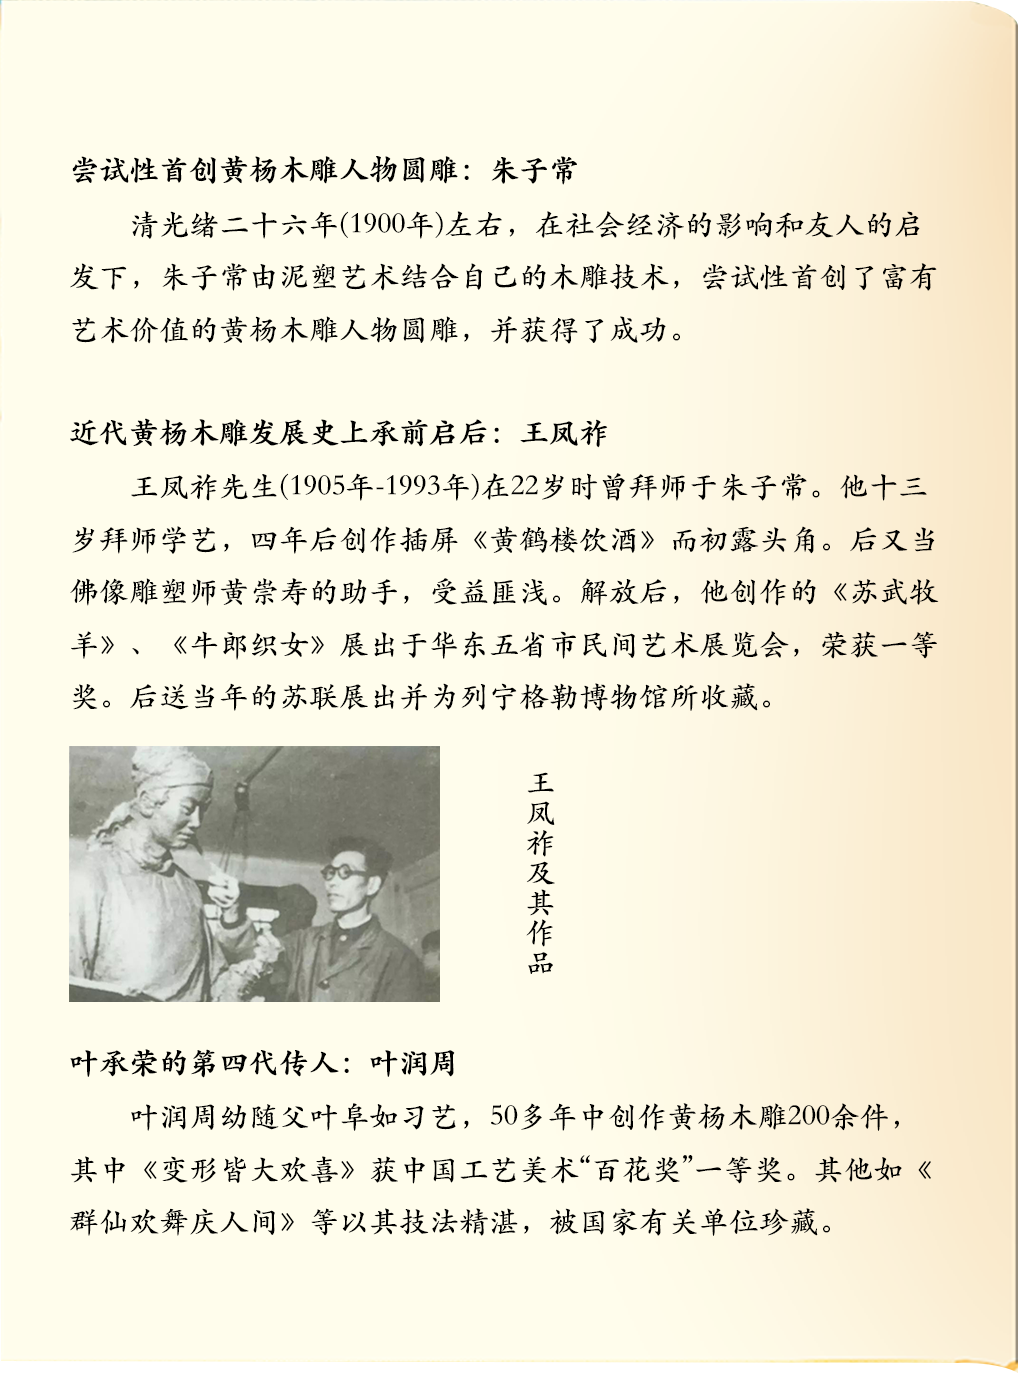 尝试性首创黄杨木雕人物圆雕：朱子常
清光绪二十六年(1900年)左右，在社会经济的影响和友人的启
发下，朱子常由泥塑艺术结合自己的木雕技术，尝试性首创了富有
艺术价值的黄杨木雕人物圆雕，并获得了成功。
近代黄杨木雕发展史上承前启后：王凤祚
王凤祚先生(1905年-1993年)在22岁时曾拜师于朱子常。他十三
岁拜师学艺，四年后创作插屏《黄鹤楼饮酒》而初露头角。后又当
佛像雕塑师黄崇寿的助手，受益匪浅。解放后，他创作的《苏武牧
羊》、《牛郎织女》展出于华东五省市民间艺术展览会，荣获一等
奖。后送当年的苏联展出并为列宁格勒博物馆所收藏。
王凤祚及其作品
叶承荣的第四代传人：叶润周
叶润周幼随父叶阜如习艺，50多年中创作黄杨木雕200余件，
其中《变形皆大欢喜》获中国工艺美术“百花奖”一等奖。其他如《
群仙欢舞庆人间》等以其技法精湛，被国家有关单位珍藏。